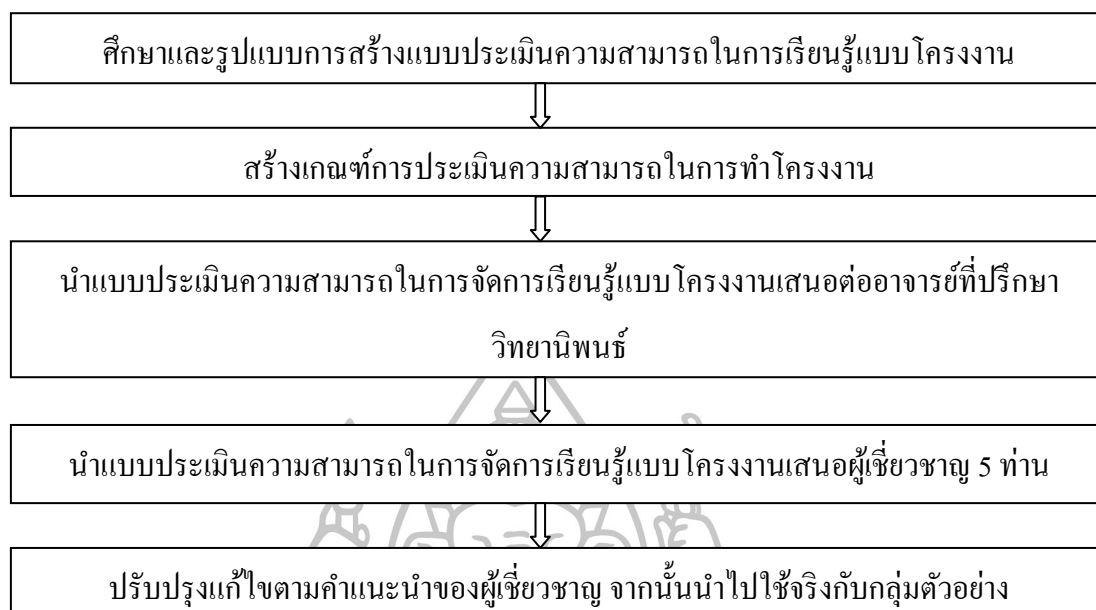 ศึกษาและรูปแบบการสร้างแบบประเมินความสามารถในการเรียนรู้แบบโครงงาน
สร้างเกณฑ์การประเมินความสามารถในการทำโครงงาน
นำแบบประเมินความสามารถในการจัดการเรียนรู้แบบโครงงานเสนอต่ออาจารย์ที่ปรึกษา
วิทยานิพนธ์
นำแบบประเมินความสามารถในการจัดการเรียนรู้แบบโครงงานเสนอผู้เชี่ยวชาญ 5 ท่าน
ปรับปรุงแก้ไขตามคำแนะนำของผู้เชี่ยวชาญ จากนั้นนำไปใช้จริงกับกลุ่มตัวอย่าง